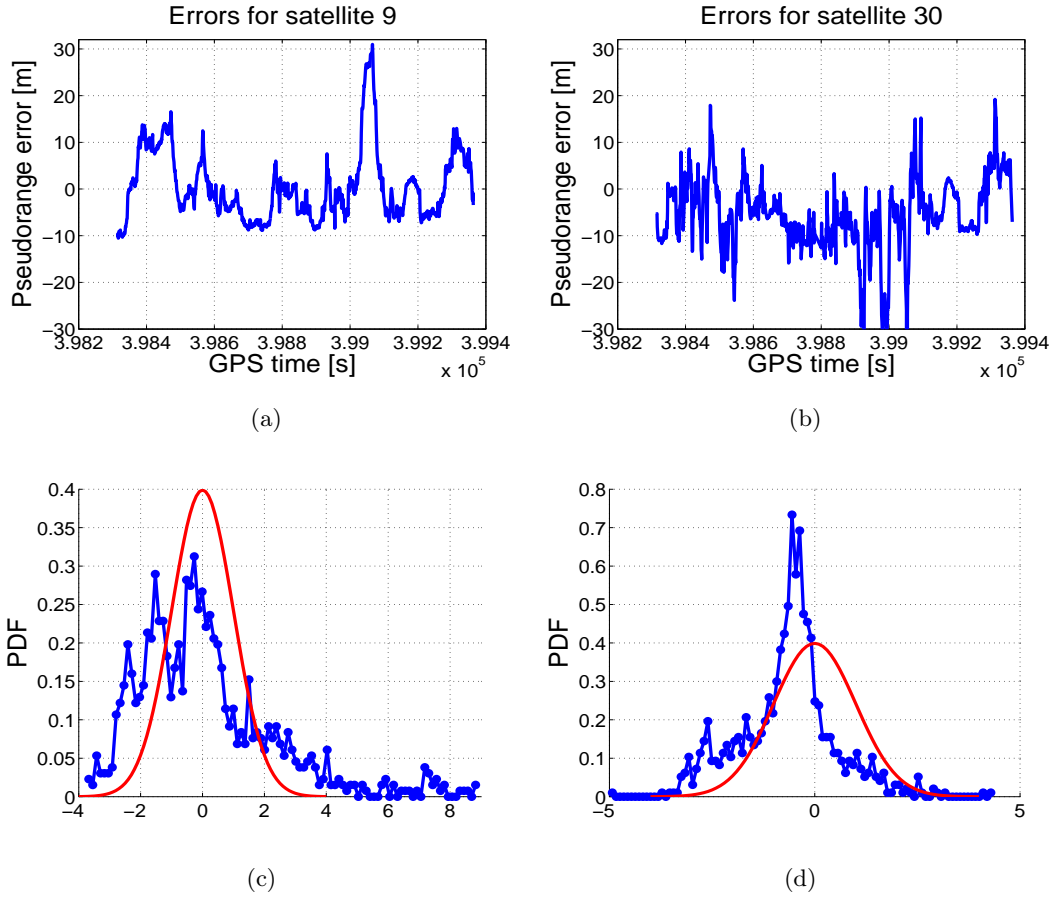 Errors for satellite 9
Errors for satellite 30
Pseudorange error [m]
30
20
10
0
−10
−20
−30
3.982 3.984 3.986 3.988 3.99 3.992 3.994
GPS time [s]
x 10⁵
Pseudorange error [m]
30
20
10
0
−10
−20
−30
3.982 3.984 3.986 3.988 3.99 3.992 3.994
GPS time [s]
x 10⁵
(a)
(b)
PDF
0.4
0.35
0.3
0.25
0.2
0.15
0.1
0.05
0
−4 −2 0 2 4 6 8
PDF
0.8
0.7
0.6
0.5
0.4
0.3
0.2
0.1
0
−5 0 5
(c)
(d)